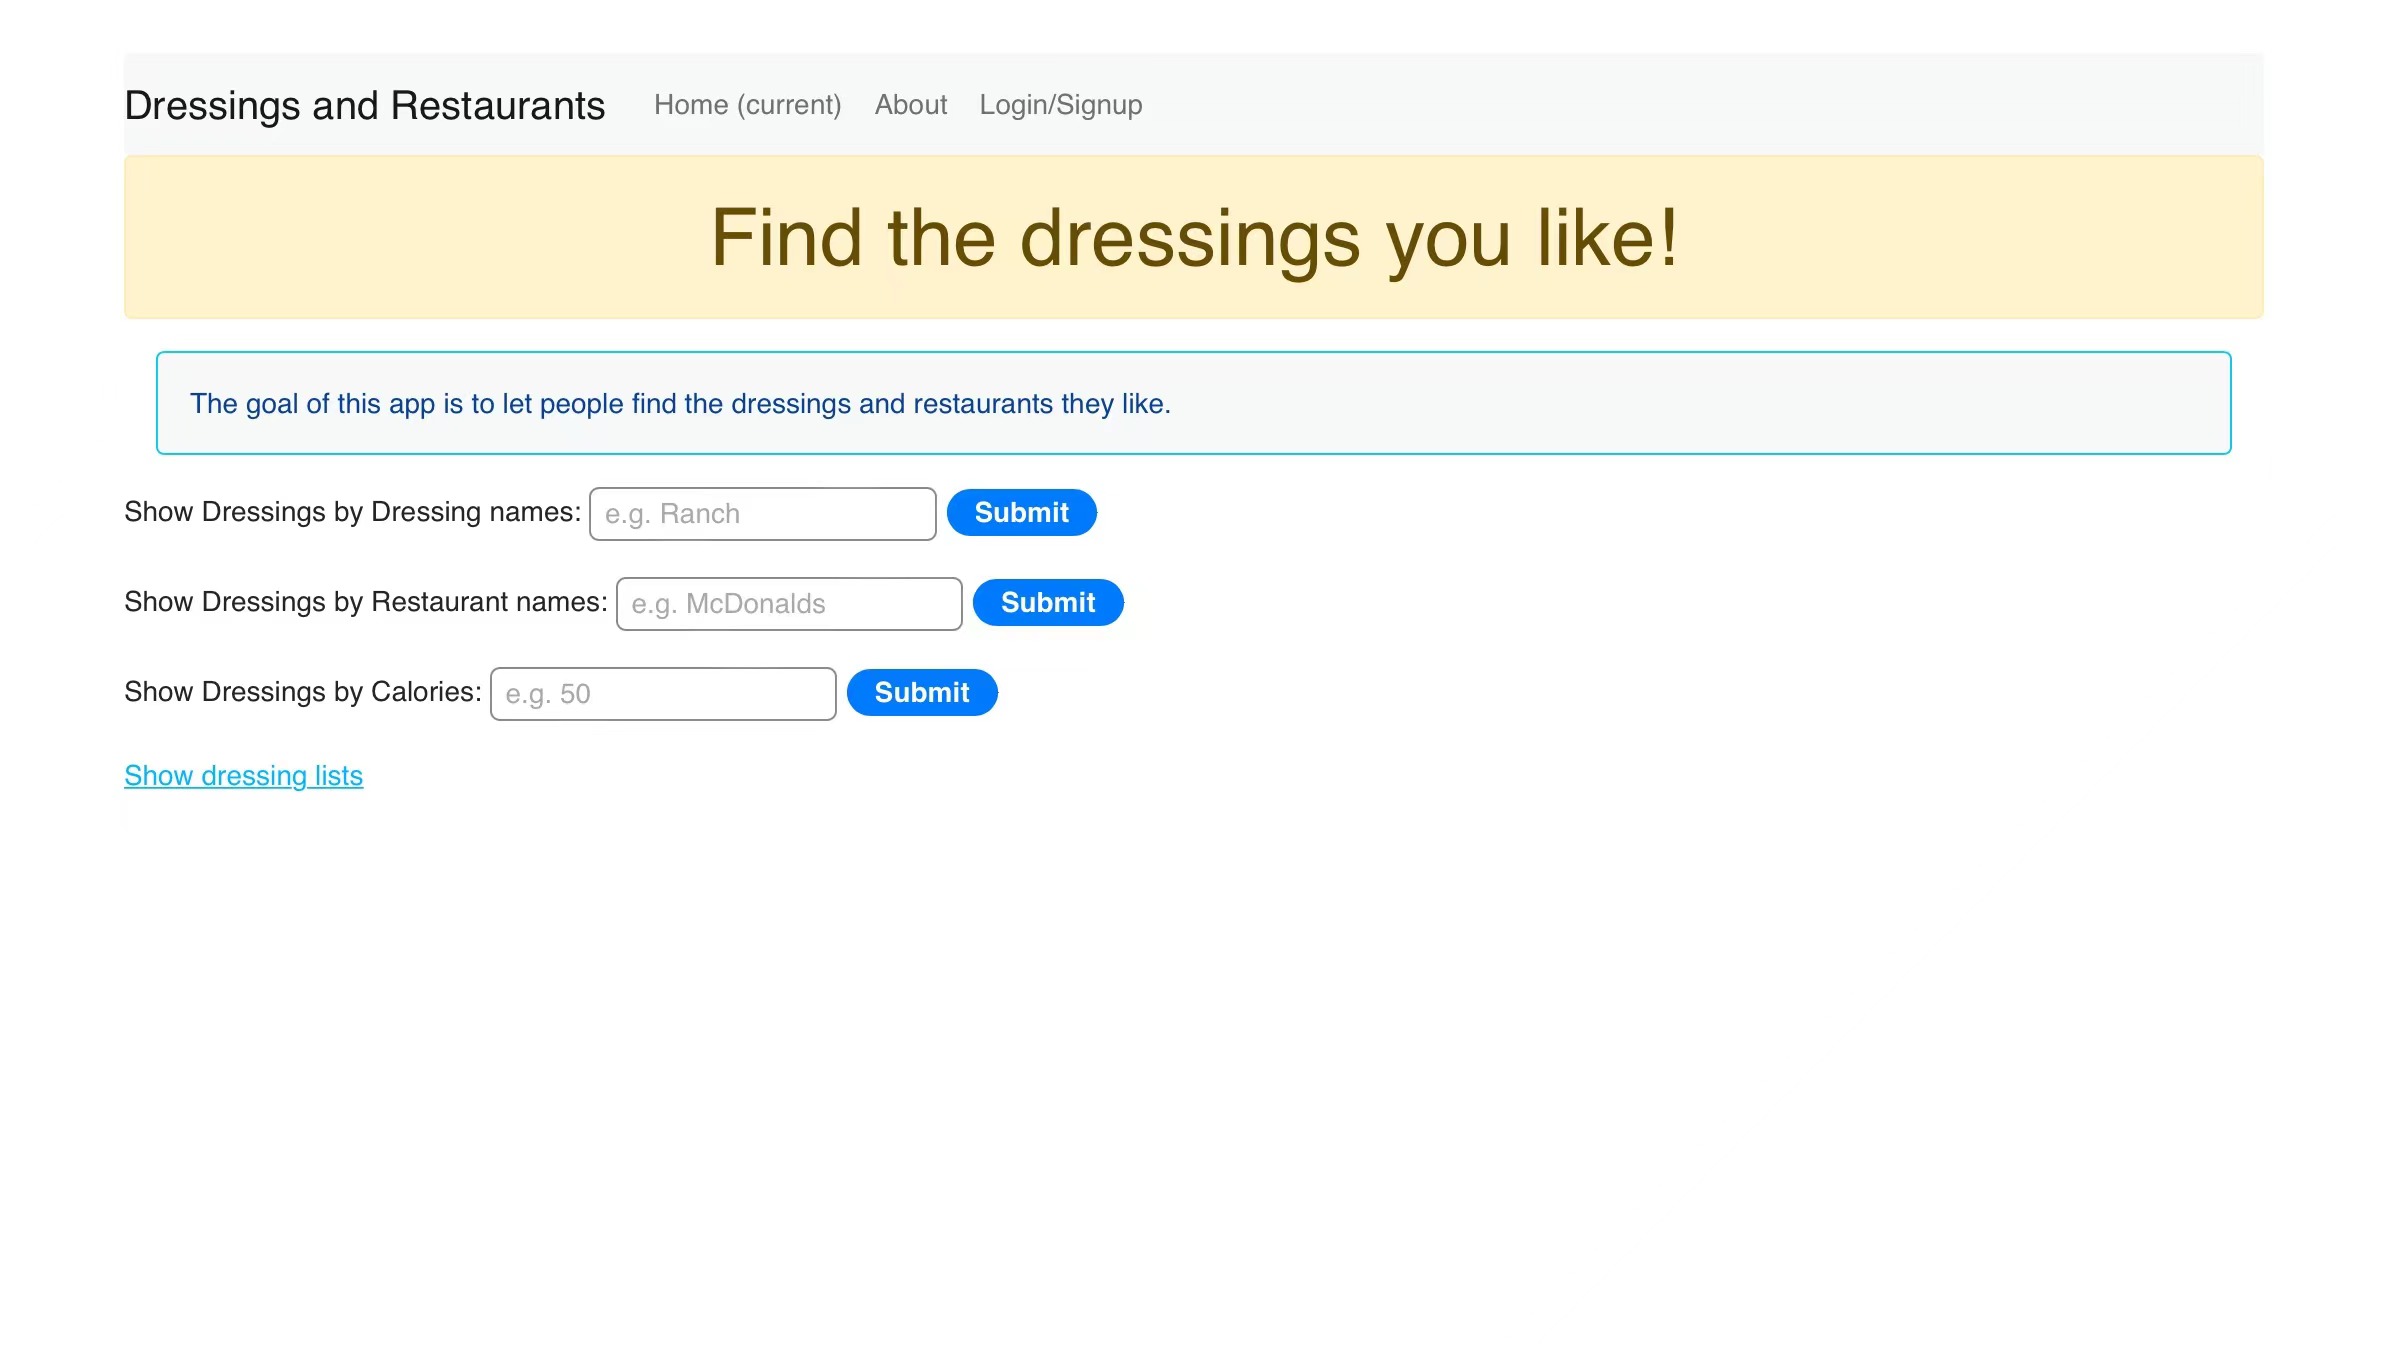 Dressings and Restaurants Home (current) About Login/Signup
Find the dressings you like!
The goal of this app is to let people find the dressings and restaurants they like.
Show Dressings by Dressing names: e.g. Ranch Submit
Show Dressings by Restaurant names: e.g. McDonalds Submit
Show Dressings by Calories: e.g. 50 Submit
Show dressing lists